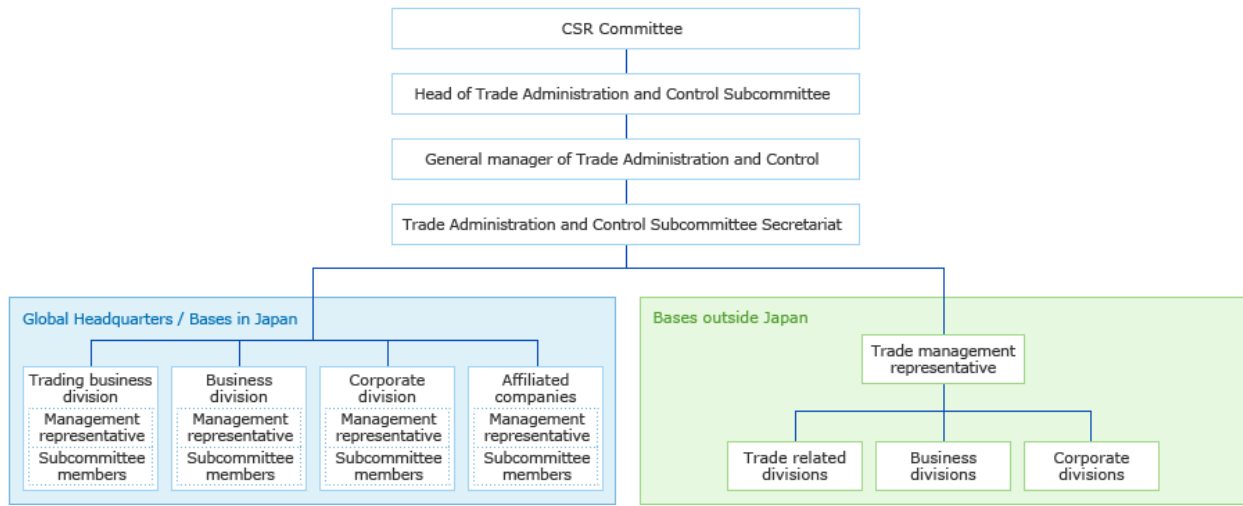 CSR Committee
Head of Trade Administration and Control Subcommittee
General manager of Trade Administration and Control
Trade Administration and Control Subcommittee Secretariat
Global Headquarters / Bases in Japan
Trading business
division
Management
representative
Subcommittee
members
Business
division
Management
representative
Subcommittee
members
Corporate
division
Management
representative
Subcommittee
members
Affiliated
companies
Management
representative
Subcommittee
members
Bases outside Japan
Trade management
representative
Trade related
divisions
Business
divisions
Corporate
divisions